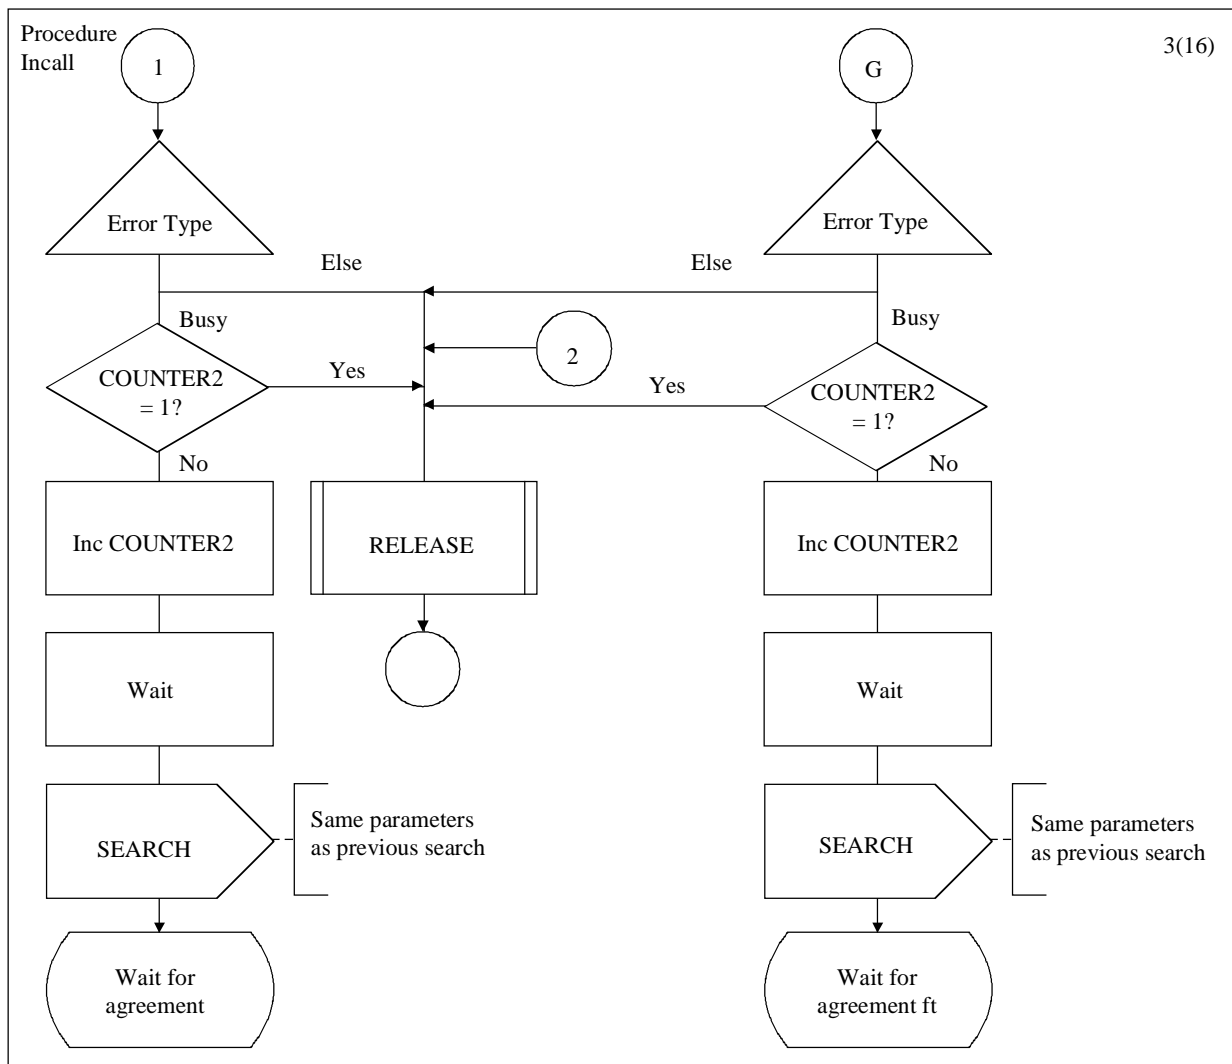 Procedure
Incall
1
G
3(16)
Error Type
Error Type
Else
Else
Busy
Busy
2
COUNTER2
= 1?
Yes
Yes
COUNTER2
= 1?
No
No
Inc COUNTER2
RELEASE
Inc COUNTER2
Wait
Wait
SEARCH
Same parameters
as previous search
SEARCH
Same parameters
as previous search
Wait for
agreement
Wait for
agreement ft